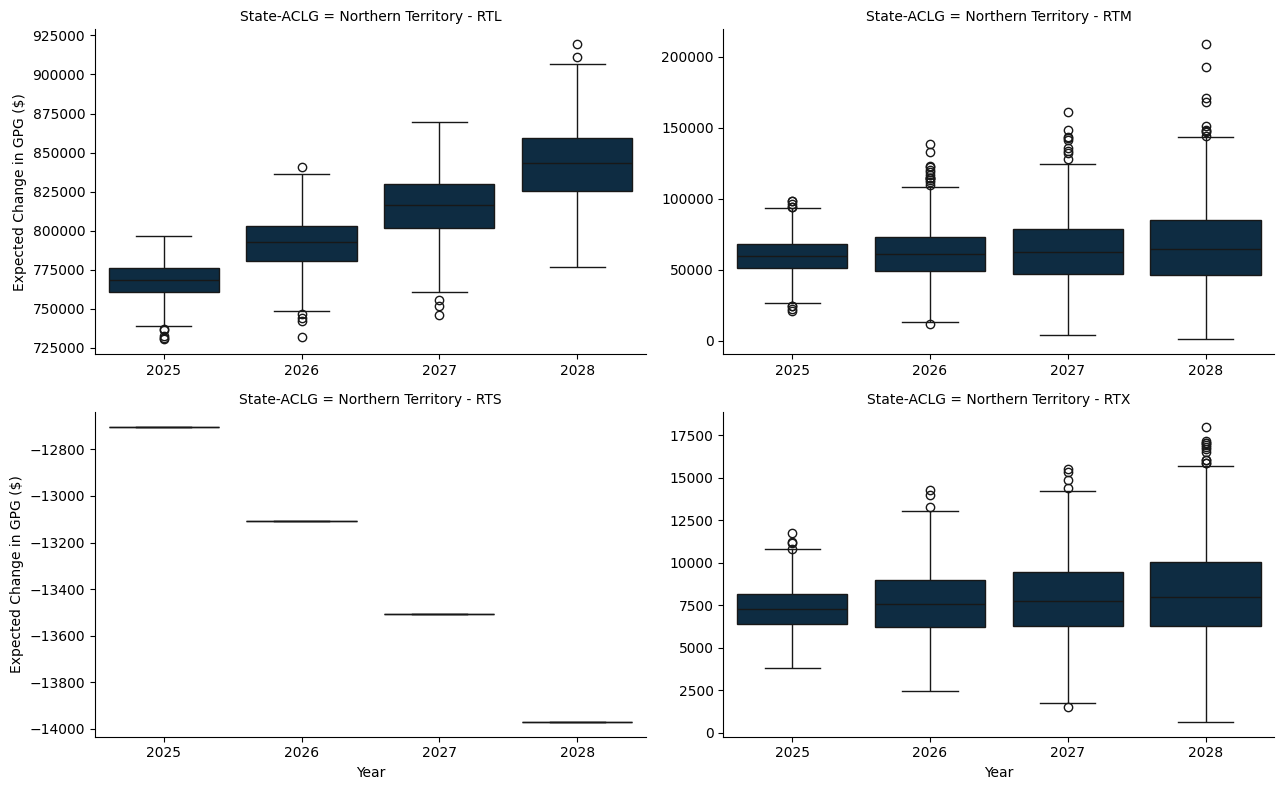 State-ACLG = Northern Territory - RTL
Expected Change in GPG ($)
925000
900000
875000
850000
825000
800000
775000
750000
725000
2025 2026 2027 2028
State-ACLG = Northern Territory - RTM
200000
150000
100000
50000
0
2025 2026 2027 2028
State-ACLG = Northern Territory - RTS
Expected Change in GPG ($)
−12800
−13000
−13200
−13400
−13600
−13800
−14000
2025 2026 2027 2028
Year
State-ACLG = Northern Territory - RTX
17500
15000
12500
10000
7500
5000
2500
0
2025 2026 2027 2028
Year